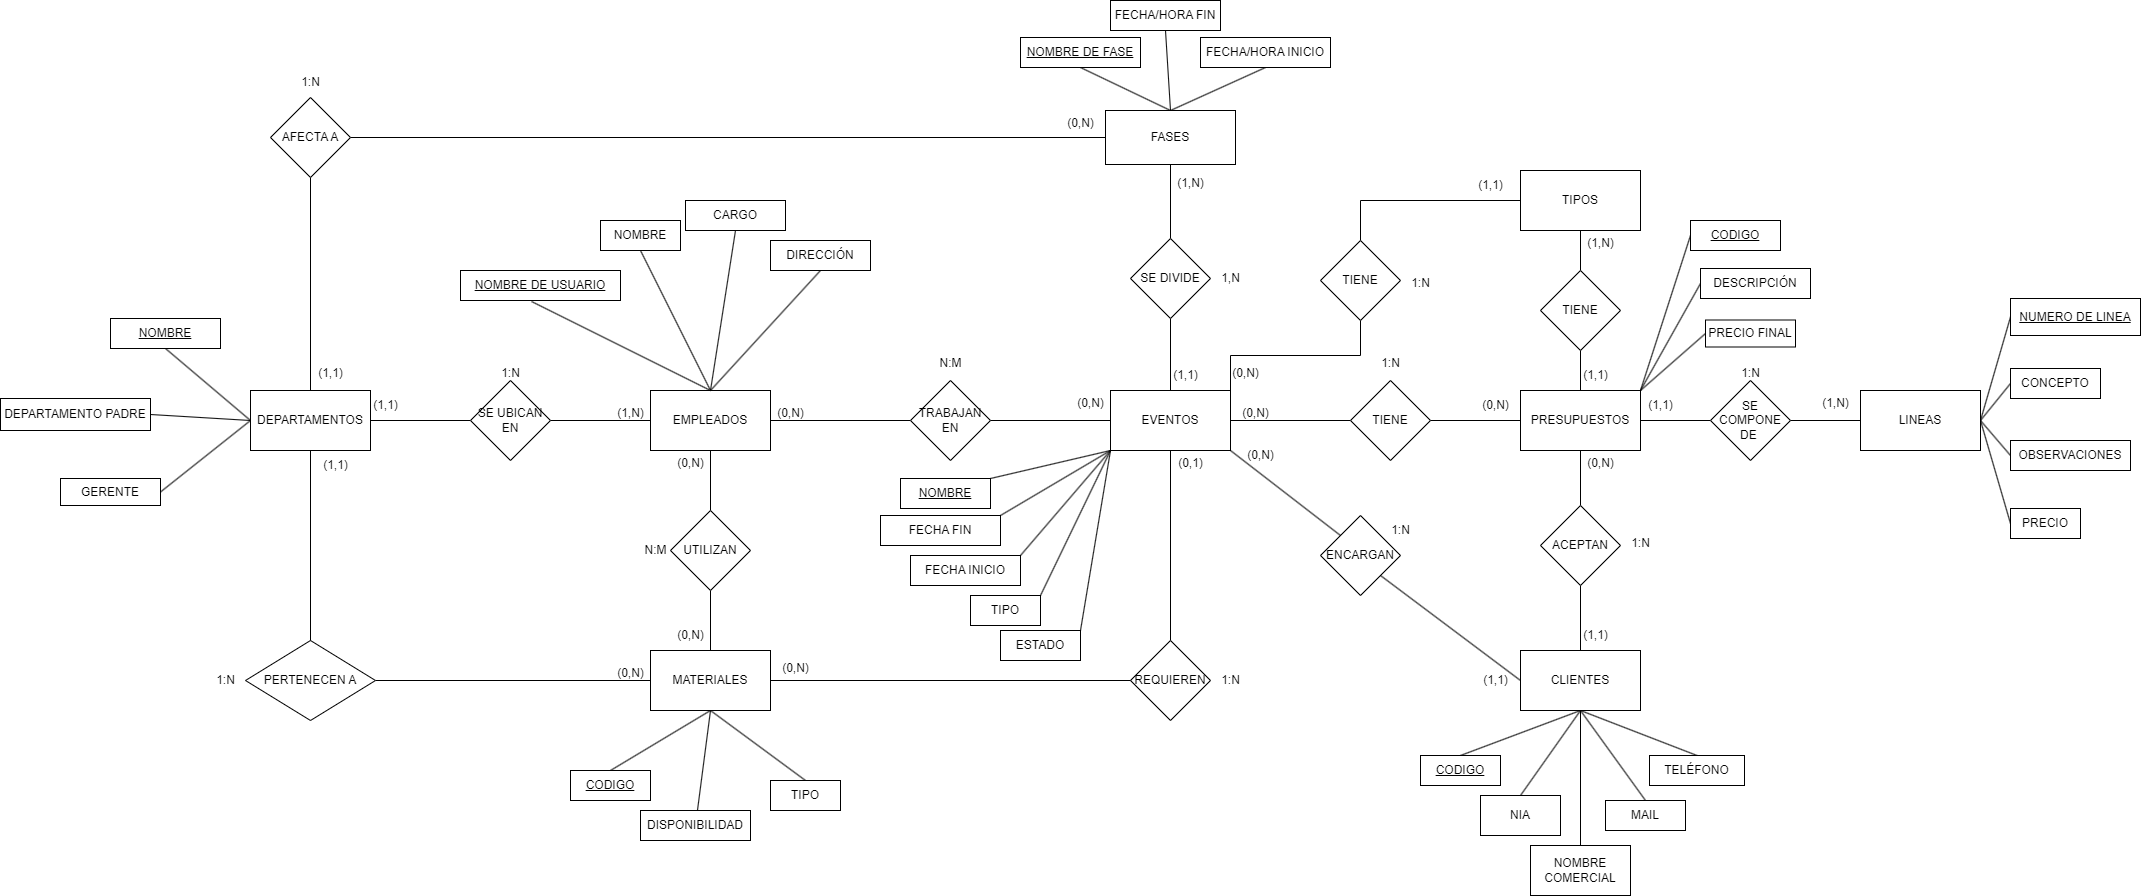 FECHA/HORA FIN
NOMBRE DE FASE
FECHA/HORA INICIO
1:N
AFECTA A
(0,N)
FASES
(1,N)
(1,1)
TIPOS
CARGO
NOMBRE
DIRECCIÓN
NOMBRE DE USUARIO
SE DIVIDE
1,N
TIENE
1:N
(1,N)
TIENE
CODIGO
DESCRIPCIÓN
PRECIO FINAL
NUMERO DE LINEA
CONCEPTO
OBSERVACIONES
PRECIO
NOMBRE
DEPARTAMENTO PADRE
GERENTE
(1,1)
DEPARTAMENTOS
(1,1)
(1,1)
1:N
SE UBICAN
EN
(1,N)
EMPLEADOS
(0,N)
N:M
TRABAJAN
EN
(0,N)
(1,1)
EVENTOS
(0,N)
(0,N)
(0,N)
(0,1)
1:N
TIENE
(0,N)
(1,1)
PRESUPUESTOS
(1,1)
(0,N)
1:N
SE
COMPONE
DE
(1,N)
LINEAS
(0,N)
N:M
UTILIZAN
(0,N)
NOMBRE
FECHA FIN
FECHA INICIO
TIPO
ESTADO
1:N
ENCARGAN
ACEPTAN
1:N
(1,1)
1:N
PERTENECEN A
(0,N)
MATERIALES
(0,N)
REQUIEREN
1:N
(1,1)
CLIENTES
CODIGO
DISPONIBILIDAD
TIPO
CODIGO
NIA
NOMBRE
COMERCIAL
MAIL
TELÉFONO